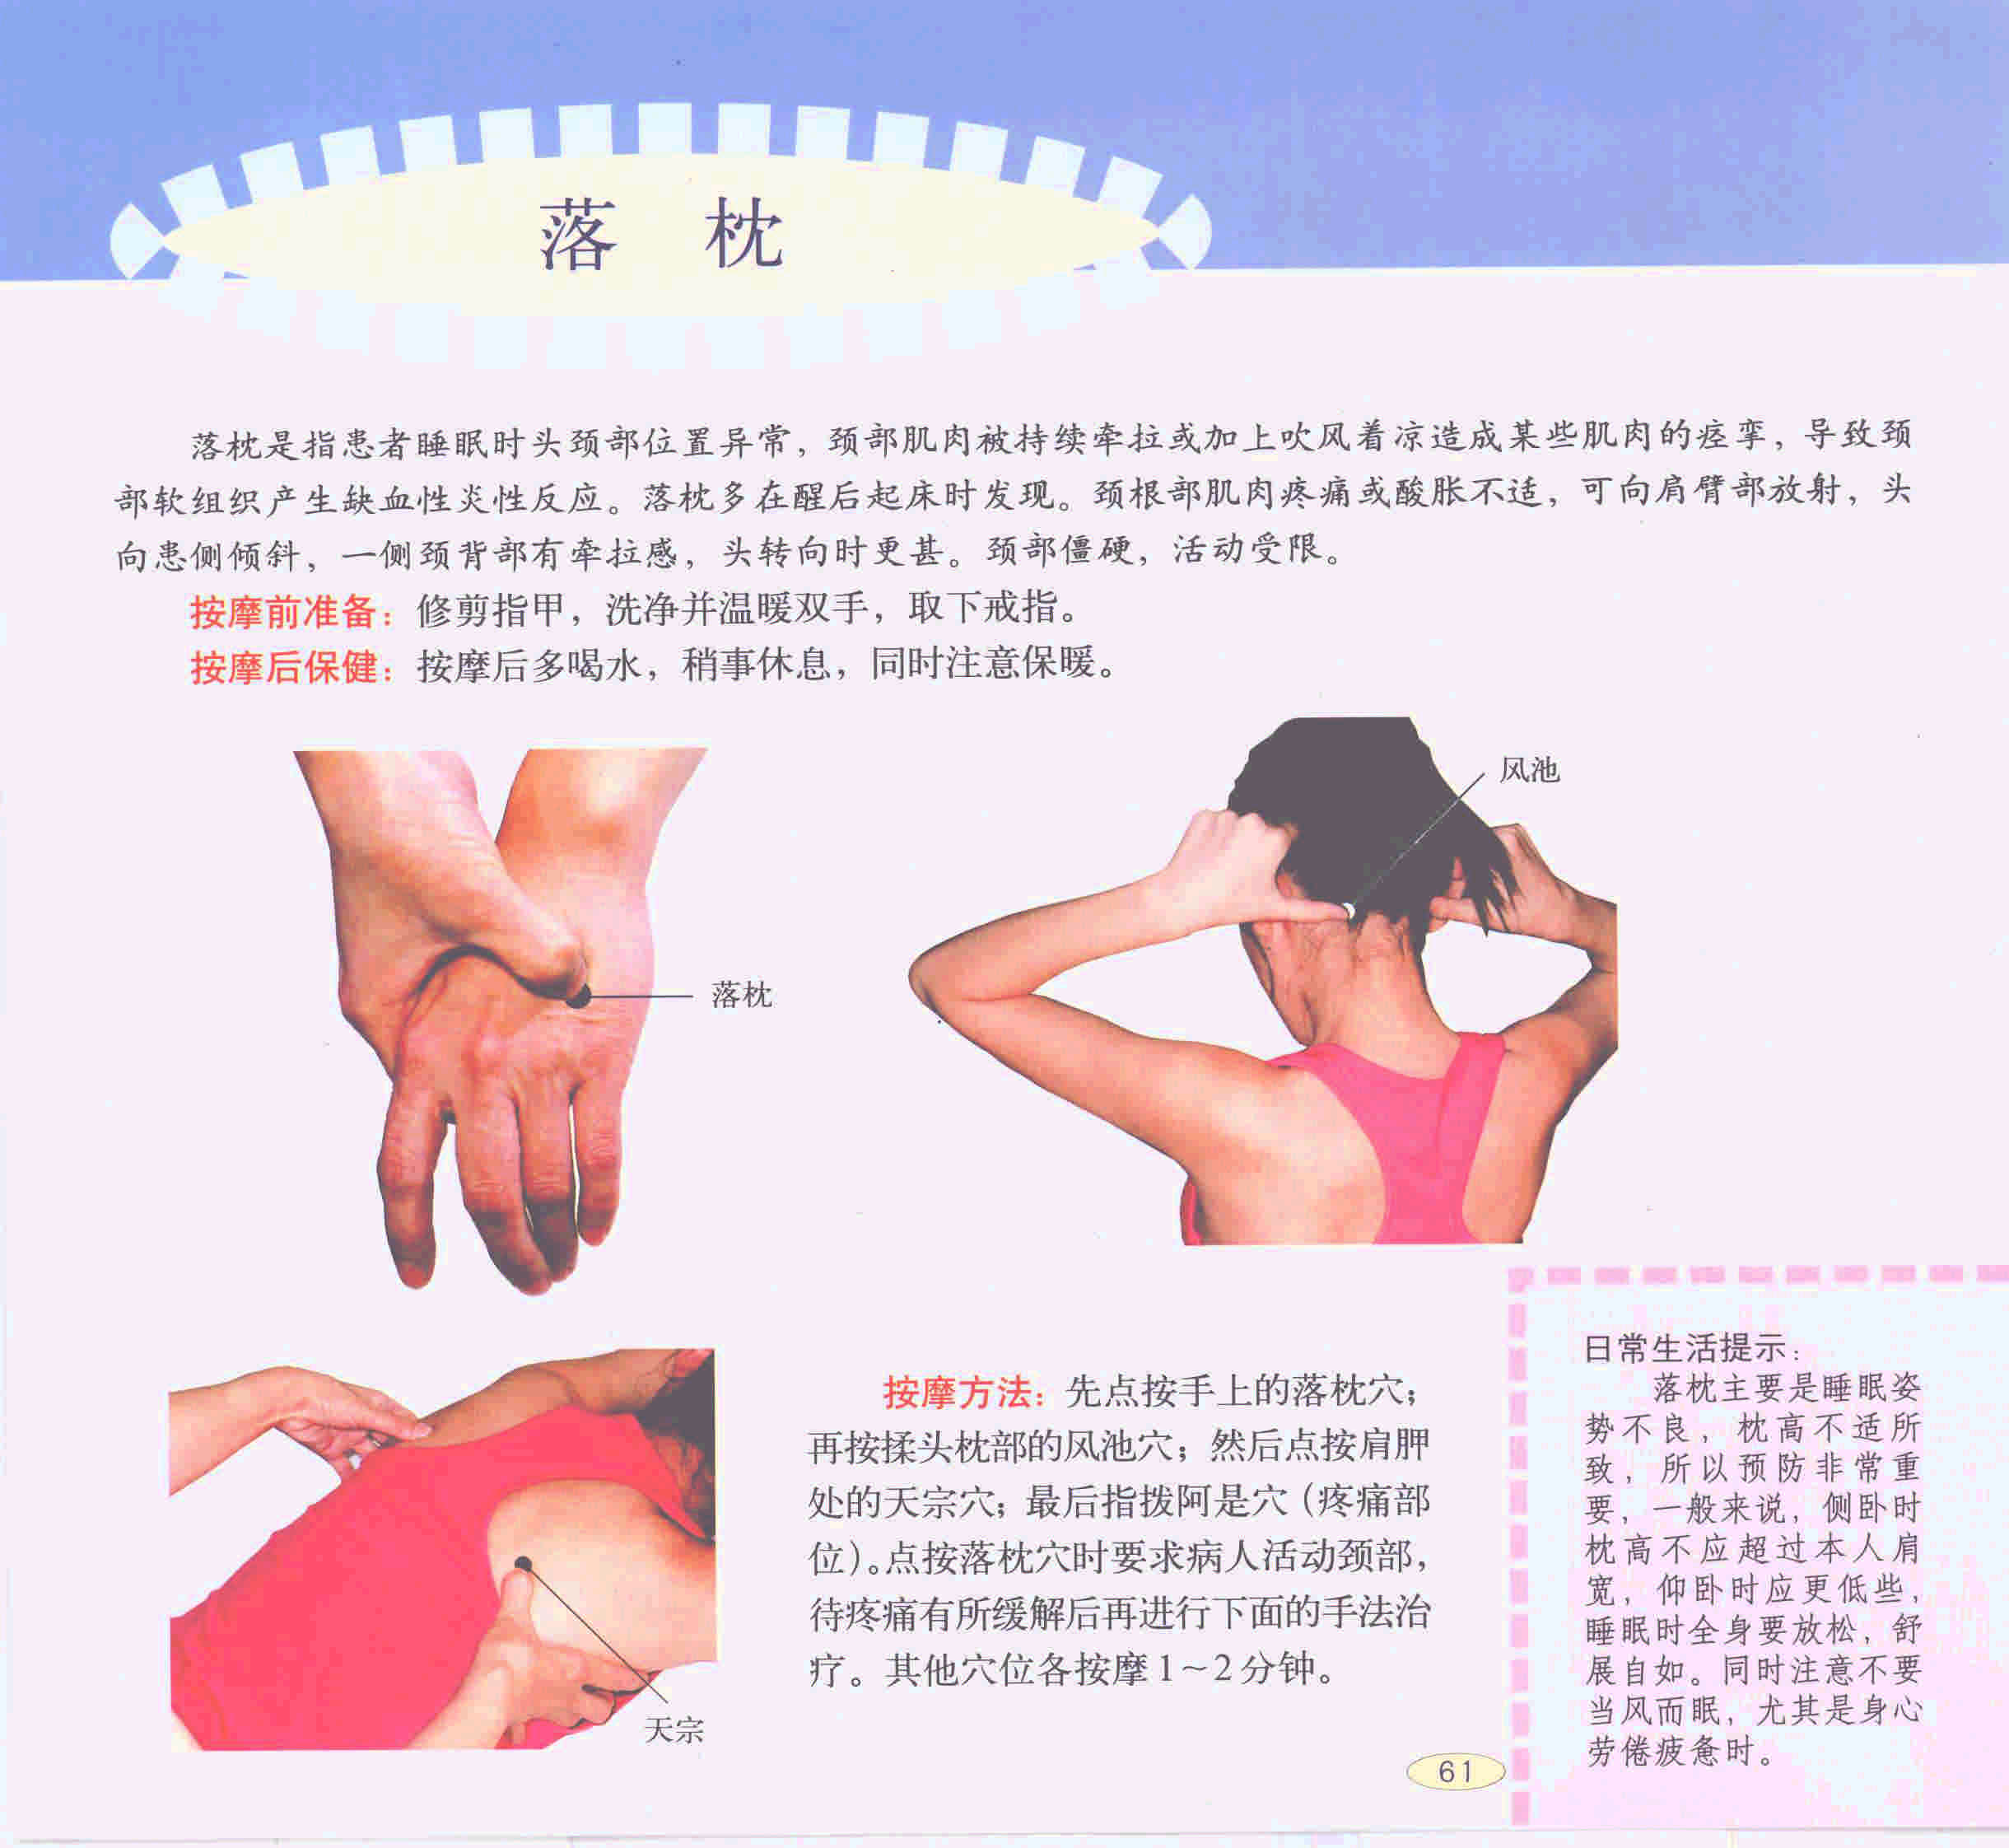 落 枕
落枕是指患者睡眠时头颈部位置异常，颈部肌肉被持续牵拉或加上吹风着凉造成某些肌肉的痉挛，导致颈
部软组织产生缺血性炎性反应。落枕多在醒后起床时发现。颈根部肌肉疼痛或酸胀不适，可向肩臂部放射，头
向患侧倾斜，一侧颈背部有牵拉感，头转向时更甚。颈部僵硬，活动受限。
按摩前准备：修剪指甲，洗净并温暖双手，取下戒指。
按摩后保健：按摩后多喝水，稍事休息，同时注意保暖。
风池
落枕
天宗
按摩方法：先点按手上的落枕穴；
再按揉头枕部的风池穴；然后点按肩胛
处的天宗穴；最后指拨阿是穴（疼痛部
位）。点按落枕穴时要求病人活动颈部，
待疼痛有所缓解后再进行下面的手法治
疗。其他穴位各按摩1～2分钟。
日常生活提示：
落枕主要是睡眠姿
势不良，枕高不适所
致，所以预防非常重
要，一般来说，侧卧时
枕高不应超过本人肩
宽，仰卧时应更低些，
睡眠时全身要放松，舒
展自如。同时注意不要
当风而眠，尤其是身心
劳倦疲惫时。
61